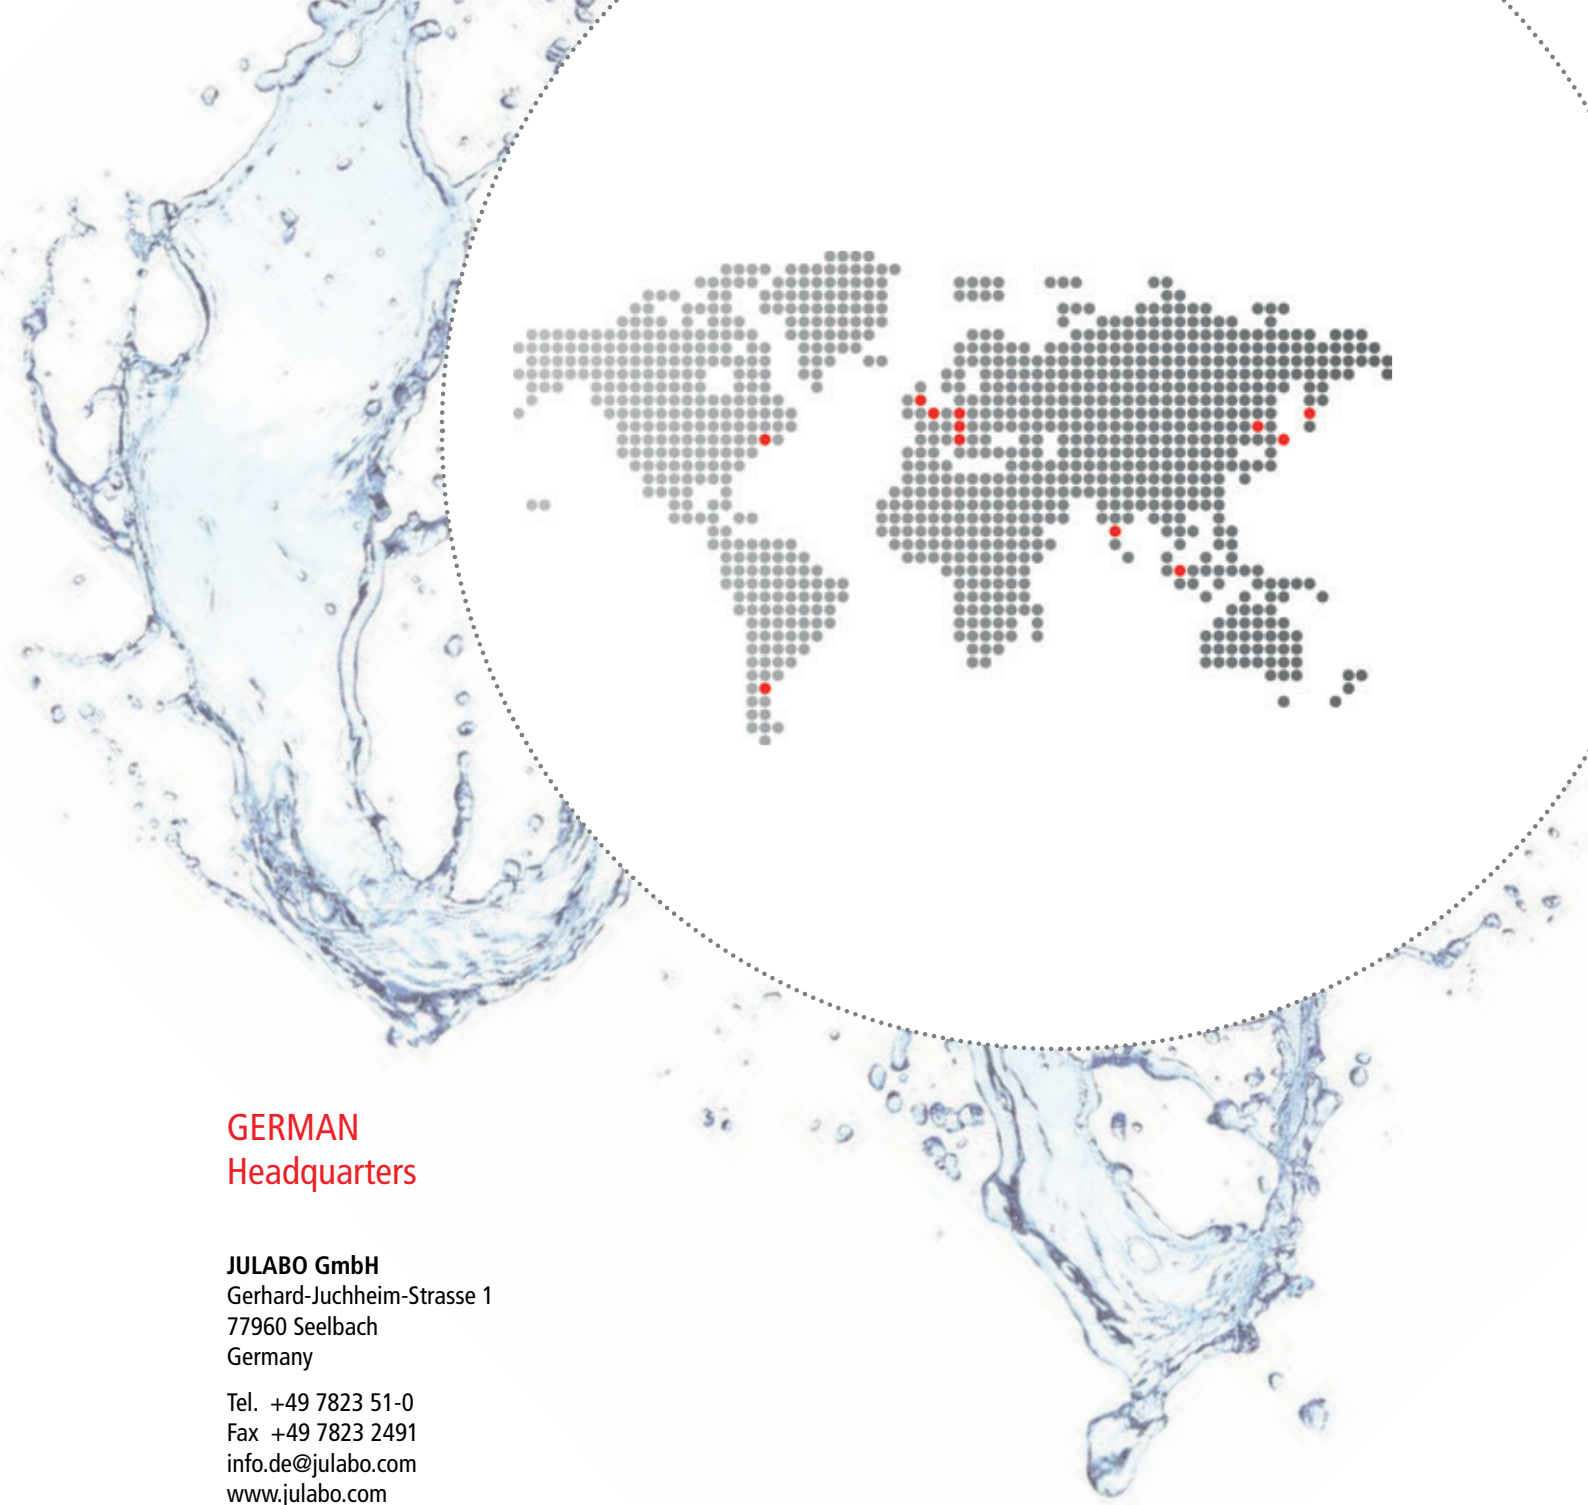 GERMAN
Headquarters
JULABO GmbH
Gerhard-Juchheim-Strasse 1
77960 Seelbach
Germany
Tel. +49 7823 51-0
Fax +49 7823 2491
info.de@julabo.com
www.julabo.com